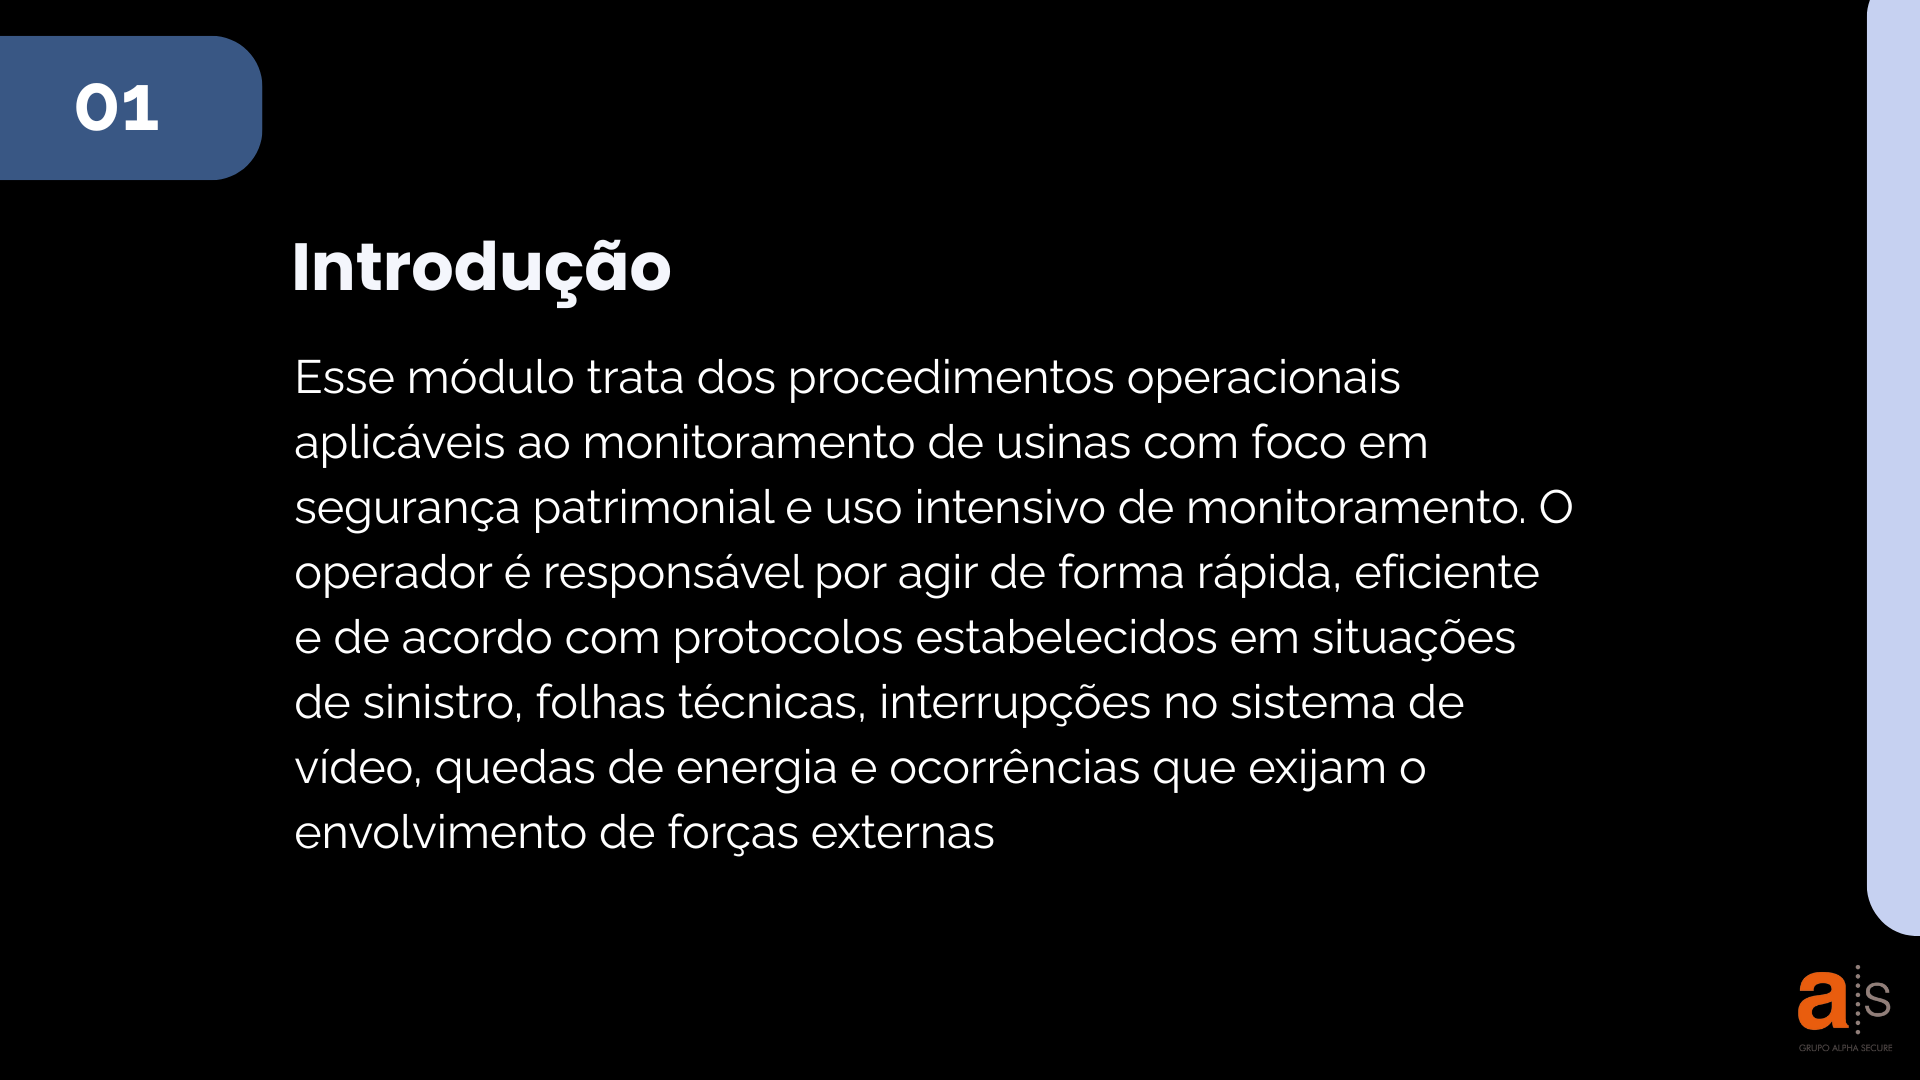 01
Introdução
Esse módulo trata dos procedimentos operacionais
aplicáveis ao monitoramento de usinas com foco em
segurança patrimonial e uso intensivo de monitoramento. O
operador é responsável por agir de forma rápida, eficiente
e de acordo com protocolos estabelecidos em situações
de sinistro, folhas técnicas, interrupções no sistema de
vídeo, quedas de energia e ocorrências que exijam o
envolvimento de forças externas
a s
GRUPO ALPHA SECURE